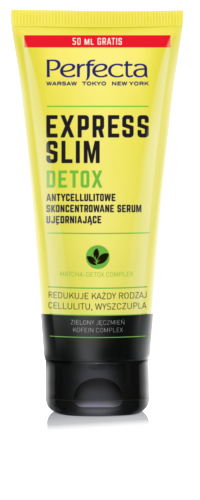 50 ML GRATIS
Perfecta
WARSAW TOKYO NEW YORK
EXPRESS
SLIM
DETOX
ANTYCELLULITOWE
SKONCENTROWANE SERUM
UJĘDRNIAJĄCE
MATCHA-DETOX COMPLEX
REDUKUJE KAŻDY RODZAJ
CELLULITU, WYSZCZUPLA
ZIELONY JĘCZMIEŃ
KOFEIN COMPLEX